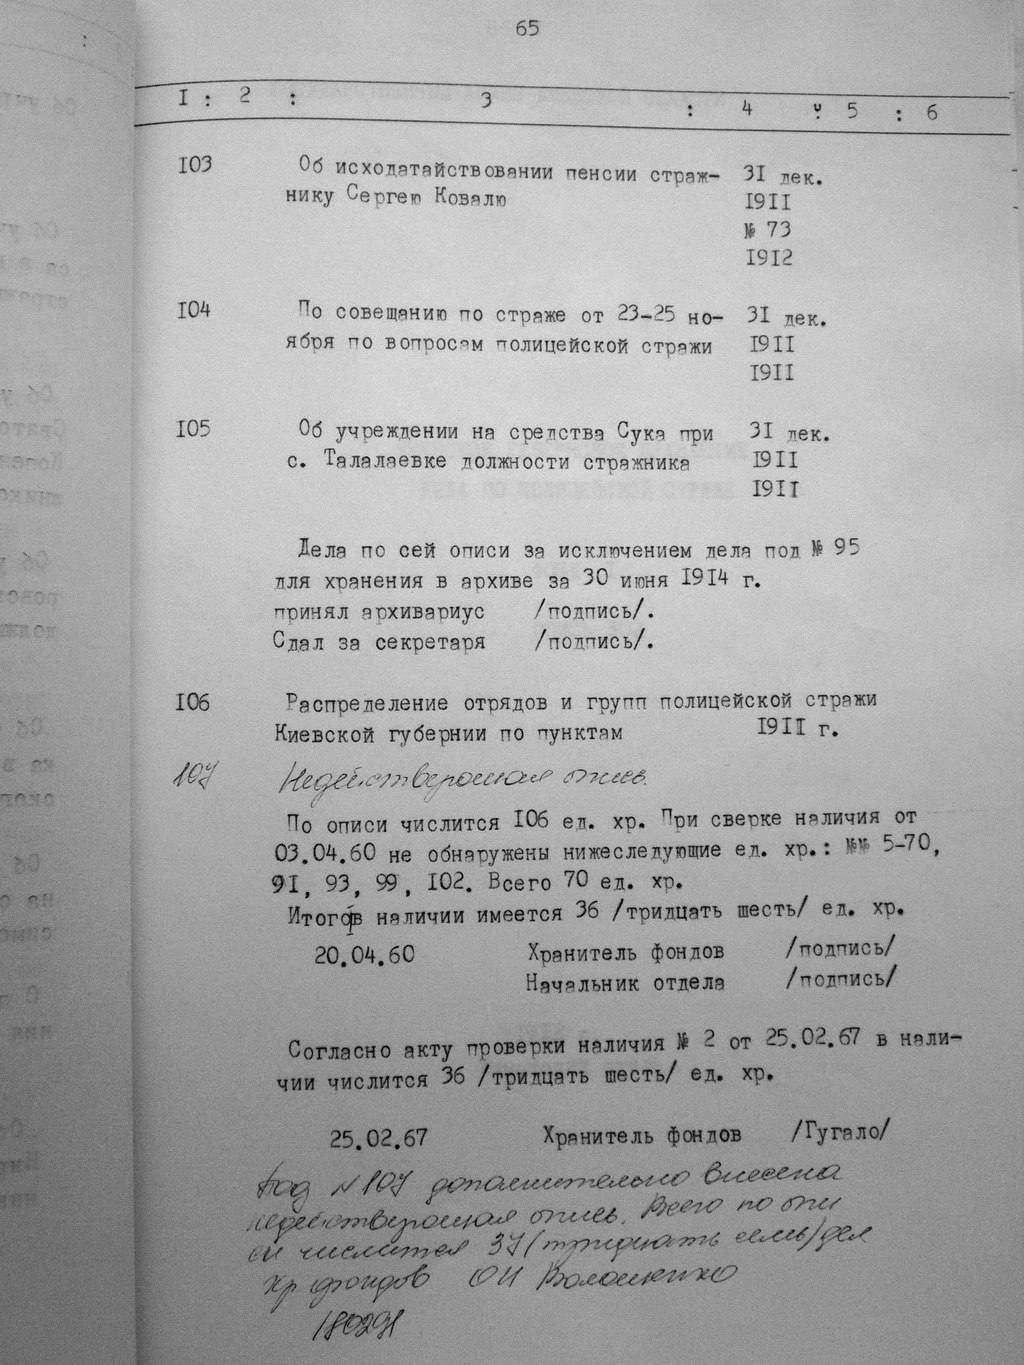 65
I : 2 : 3 : 4 : 5 : 6
I03 Об исходатайствовании пенсии страж- 3I дек.
нику Сергею Ковалю I9II
№ 73
I9I2
I04 По совещанию по страже от 23-25 но- 3I дек.
ября по вопросам полицейской стражи I9II
I9II
I05 Об учреждении на средства Сука при 3I дек.
с. Талалаевке должности стражника I9II
I9II
Дела по сей описи за исключением дела под № 95
для хранения в архиве за 30 июня I9I4 г.
принял архивариус /подпись/.
Сдал за секретаря /подпись/.
I06 Распределение отрядов и групп полицейской стражи
Киевской губернии по пунктам I9II г.
107 Недействующая опись.
По описи числится I06 ед. хр. При сверке наличия от
03.04.60 не обнаружены нижеследующие ед. хр.: №№ 5-70,
9I, 93, 99, I02. Всего 70 ед. хр.
Итого в наличии имеется 36 /тридцать шесть/ ед. хр.
20.04.60 Хранитель фондов /подпись/
Начальник отдела /подпись/
Согласно акту проверки наличия № 2 от 25.02.67 в нали-
чии числится 36 /тридцать шесть/ ед. хр.
25.02.67 Хранитель фондов /Гугало/
Под N 107 дополнительно внесена
недействующая опись. Всего по опи
си числится 37 (тридцать семь) дел
Хр фондов